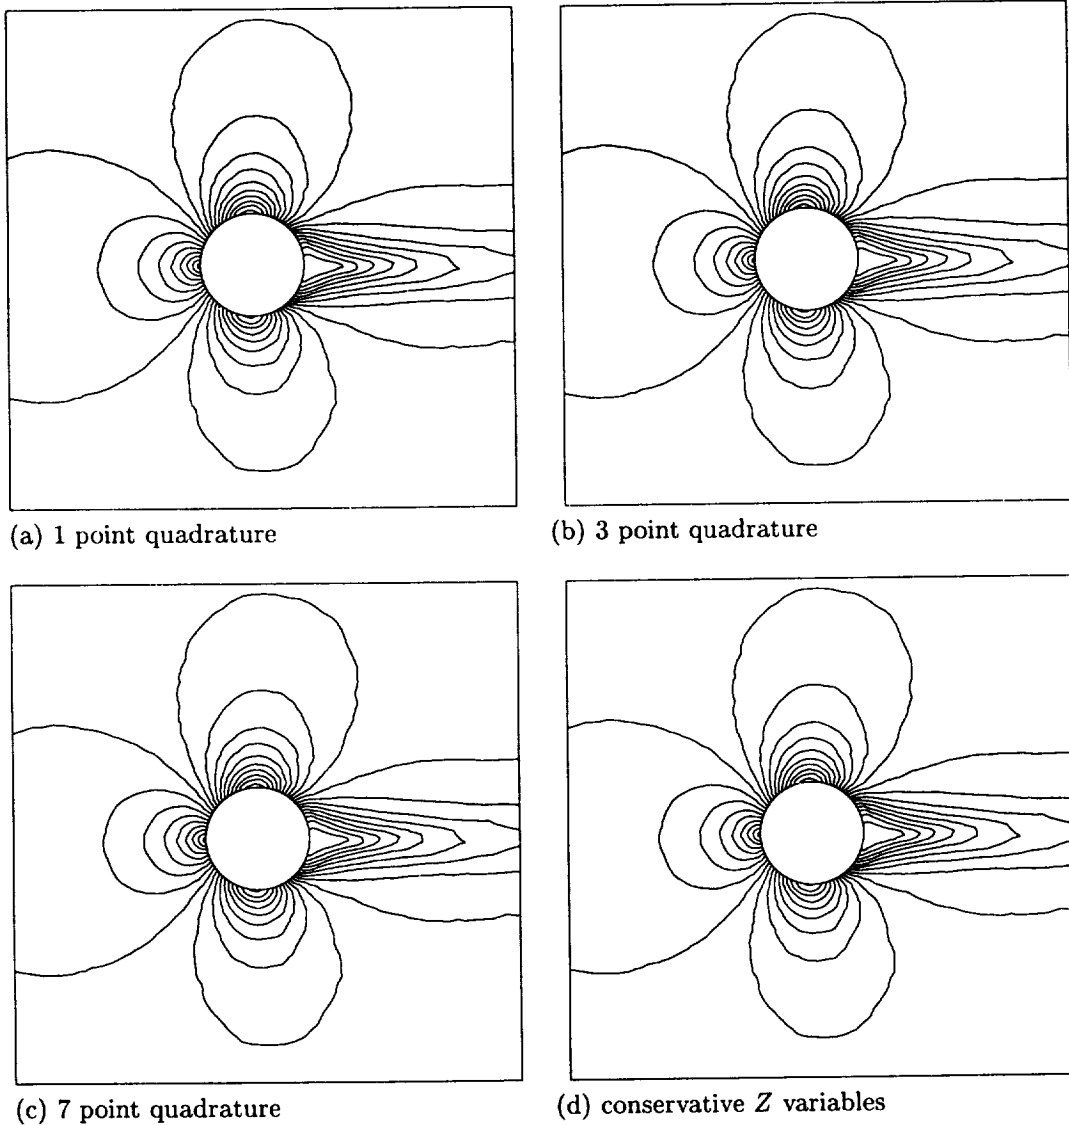 (a) 1 point quadrature
(b) 3 point quadrature
(c) 7 point quadrature
(d) conservative Z variables